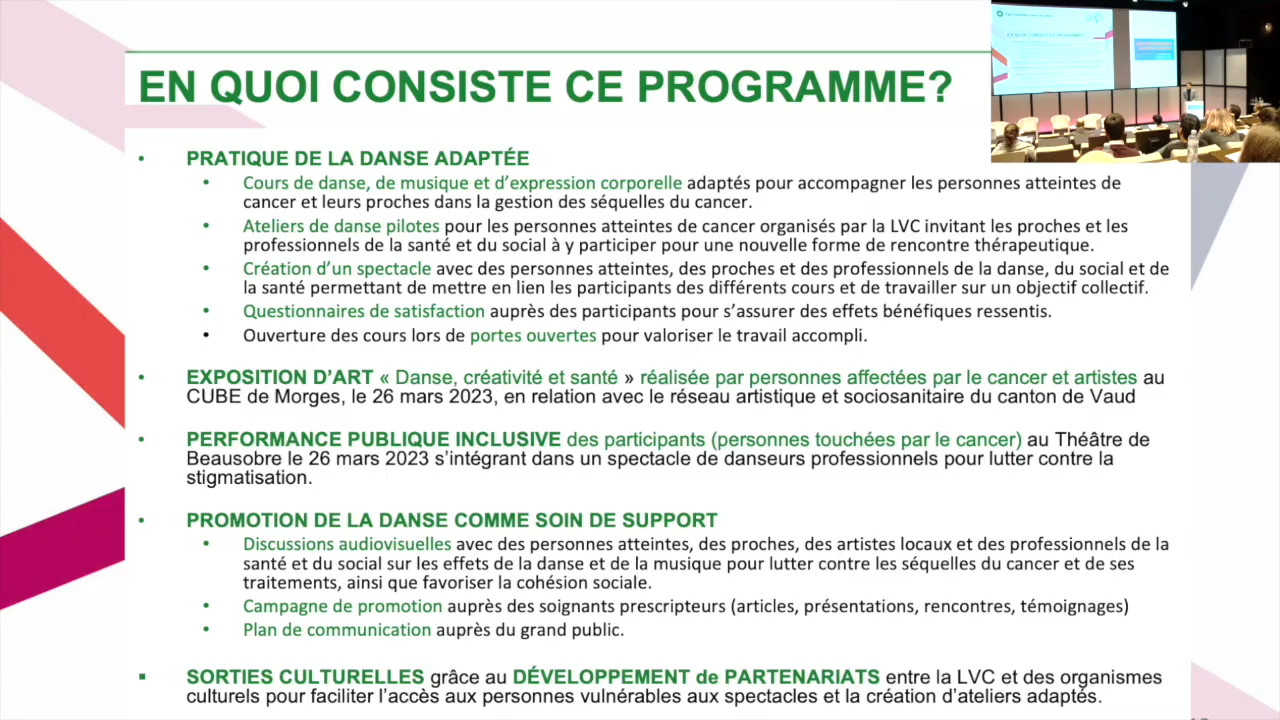 EN QUOI CONSISTE CE PROGRAMME?
• PRATIQUE DE LA DANSE ADAPTÉE
• Cours de danse, de musique et d'expression corporelle adaptés pour accompagner les personnes atteintes de
cancer et leurs proches dans la gestion des séquelles du cancer.
• Ateliers de danse pilotes pour les personnes atteintes de cancer organisés par la LVC invitant les proches et les
professionnels de la santé et du social à y participer pour une nouvelle forme de rencontre thérapeutique.
• Création d'un spectacle avec des personnes atteintes, des proches et des professionnels de la danse, du social et de
la santé permettant de mettre en lien les participants des différents cours et de travailler sur un objectif collectif.
• Questionnaires de satisfaction auprès des participants pour s'assurer des effets bénéfiques ressentis.
• Ouverture des cours lors de portes ouvertes pour valoriser le travail accompli.
• EXPOSITION D'ART « Danse, créativité et santé » réalisée par personnes affectées par le cancer et artistes au
CUBE de Morges, le 26 mars 2023, en relation avec le réseau artistique et sociosanitaire du canton de Vaud
• PERFORMANCE PUBLIQUE INCLUSIVE des participants (personnes touchées par le cancer) au Théâtre de
Beausobre le 26 mars 2023 s'intégrant dans un spectacle de danseurs professionnels pour lutter contre la
stigmatisation.
• PROMOTION DE LA DANSE COMME SOIN DE SUPPORT
• Discussions audiovisuelles avec des personnes atteintes, des proches, des artistes locaux et des professionnels de la
santé et du social sur les effets de la danse et de la musique pour lutter contre les séquelles du cancer et de ses
traitements, ainsi que favoriser la cohésion sociale.
• Campagne de promotion auprès des soignants prescripteurs (articles, présentations, rencontres, témoignages)
• Plan de communication auprès du grand public.
▪ SORTIES CULTURELLES grâce au DÉVELOPPEMENT de PARTENARIATS entre la LVC et des organismes
culturels pour faciliter l'accès aux personnes vulnérables aux spectacles et la création d'ateliers adaptés.
EN QUOI CONSISTE CE PROGRAMME?